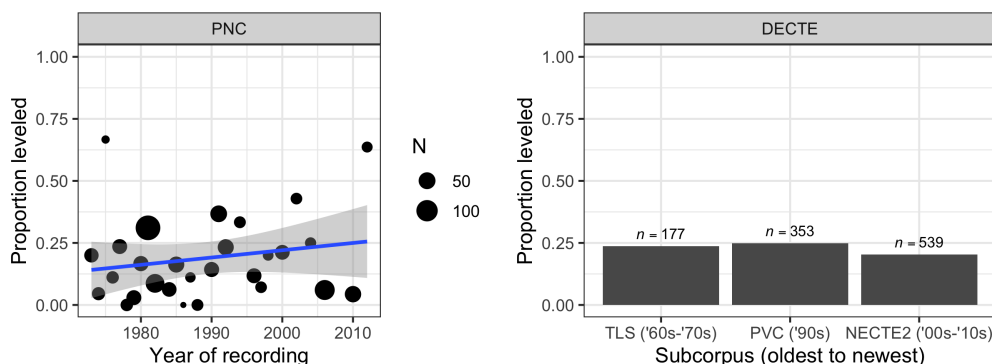 PNC
1.00
0.75
0.50
0.25
0.00
Proportion leveled
1980 1990 2000 2010
Year of recording
N
50
100
DECTE
1.00
0.75
0.50
0.25
0.00
Proportion leveled
n = 177
n = 353
n = 539
TLS ('60s-'70s) PVC ('90s) NECTE2 ('00s-'10s)
Subcorpus (oldest to newest)